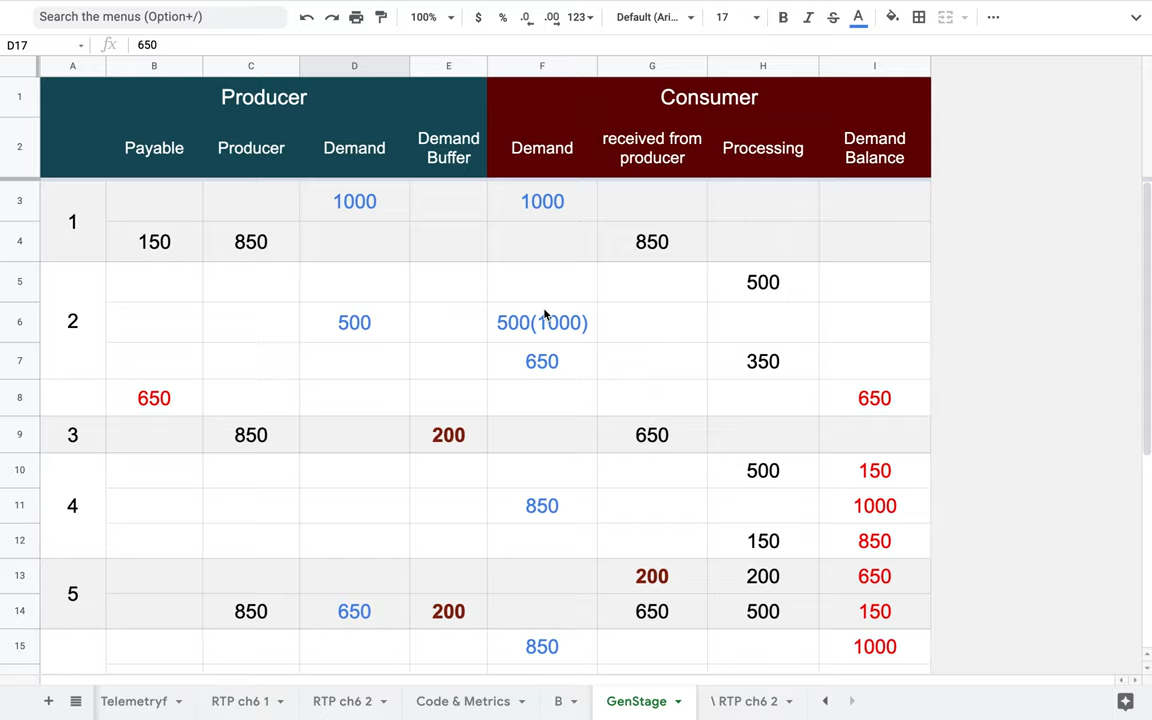 Search the menus (Option+/) 100% $ % .0 .00 123 Default (Ari... 17 B I S A
D17 fx 650
A B C D E F G H I
1 Producer Consumer
2 Payable Producer Demand Demand Buffer Demand received from producer Processing Demand Balance
3 1000 1000
1
4 150 850 850
5 500
6 2 500 500(1000)
7 650 350
8 650 650
9 3 850 200 650
10 500 150
11 4 850 1000
12 150 850
13 200 200 650
5
14 850 650 200 650 500 150
15 850 1000
+ Telemetryf RTP ch6 1 RTP ch6 2 Code & Metrics B GenStage \ RTP ch6 2